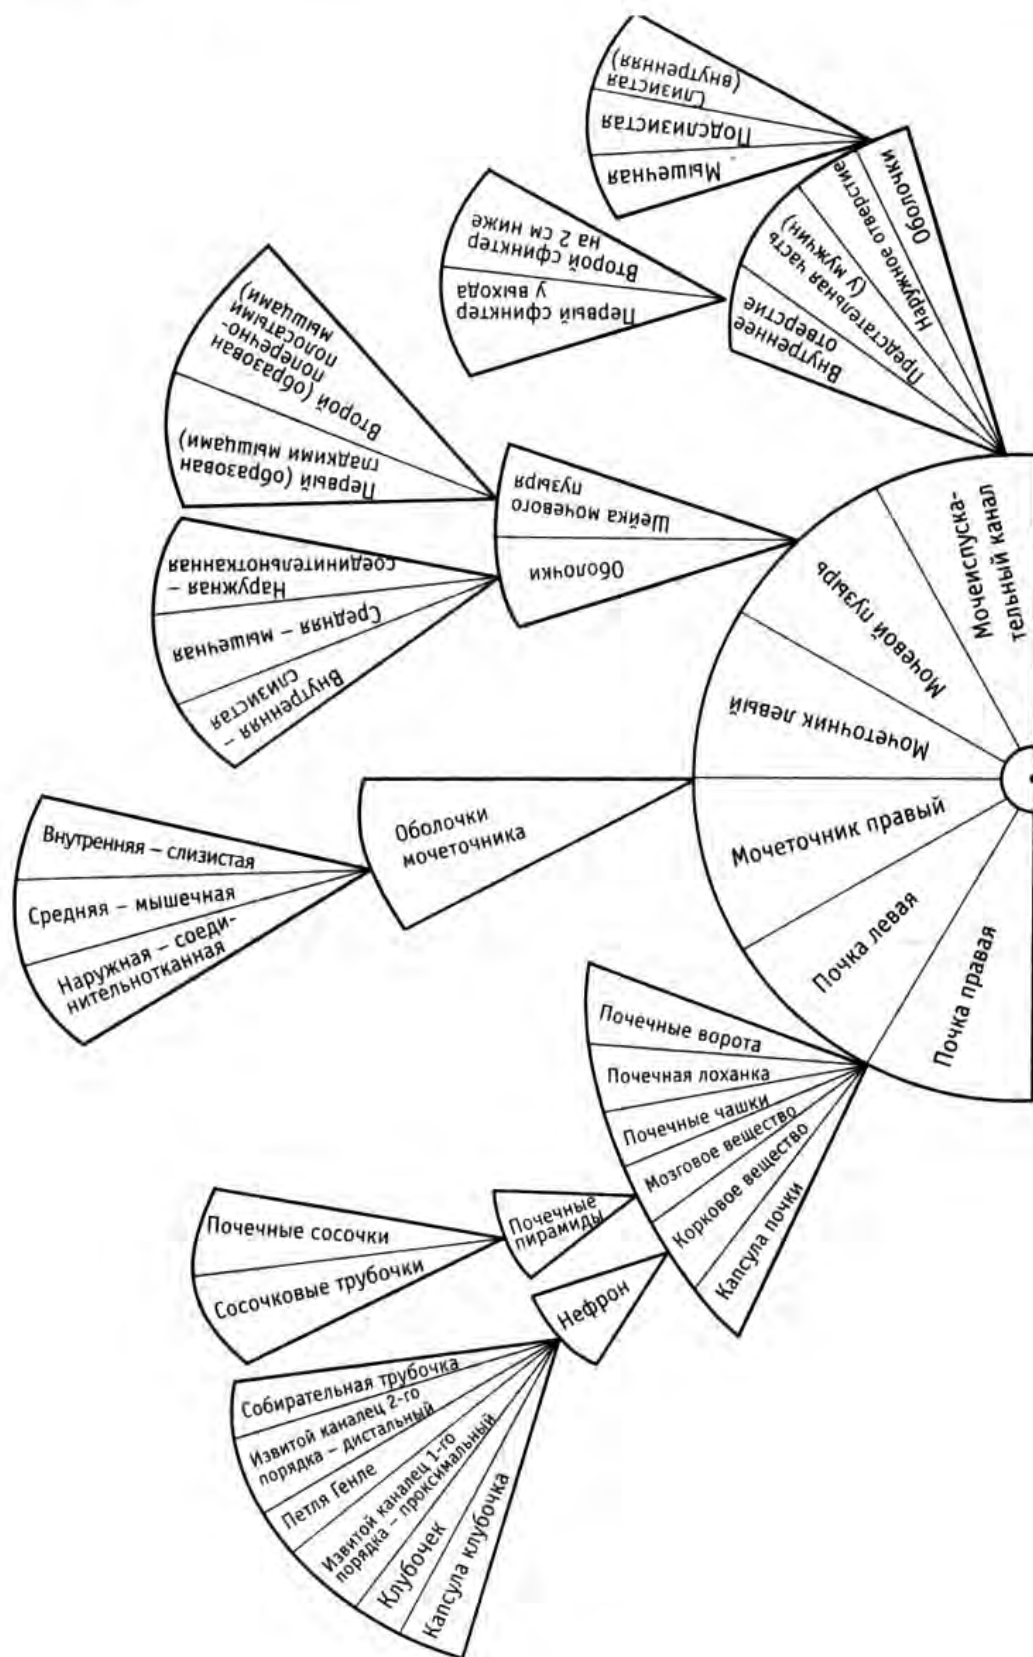 Слизистая
(внутренняя)
Подслизистая
Мышечная
Второй сфинктер
на 2 см ниже
Первый сфинктер
у выхода
Оболочки
Наружное отверстие
Предстательная часть
(у мужчин)
Внутреннее
отверстие
Второй (образован
поперечно-
полосатыми
мышцами)
Первый (образован
гладкими мышцами)
Шейка мочевого
пузыря
Оболочки
Наружная –
соединительнотканная
Средняя – мышечная
Внутренняя –
слизистая
Мочеиспуска-
тельный канал
Мочевой пузырь
Мочеточник левый
Мочеточник правый
Почка левая
Почка правая
Оболочки
мочеточника
Внутренняя – слизистая
Средняя – мышечная
Наружная – соеди-
нительнотканная
Почечные ворота
Почечная лоханка
Почечные чашки
Мозговое вещество
Корковое вещество
Капсула почки
Почечные
пирамиды
Почечные сосочки
Сосочковые трубочки
Нефрон
Собирательная трубочка
Извитой каналец 2-го
порядка – дистальный
Петля Генле
Извитой каналец 1-го
порядка – проксимальный
Клубочек
Капсула клубочка